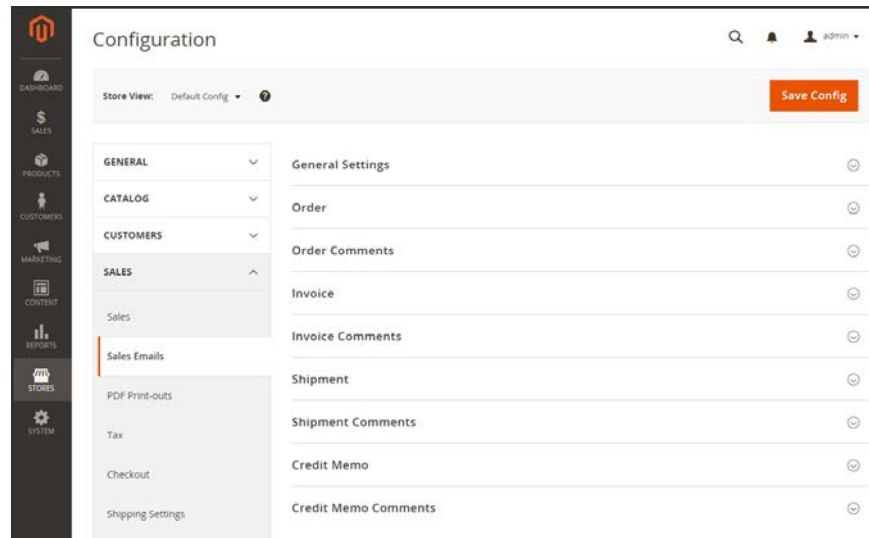 Configuration
admin
DASHBOARD
SALES
PRODUCTS
CUSTOMERS
MARKETING
CONTENT
REPORTS
STORES
SYSTEM
Store View: Default Config ?
Save Config
GENERAL
CATALOG
CUSTOMERS
SALES
Sales
Sales Emails
PDF Print-outs
Tax
Checkout
Shipping Settings
General Settings
Order
Order Comments
Invoice
Invoice Comments
Shipment
Shipment Comments
Credit Memo
Credit Memo Comments